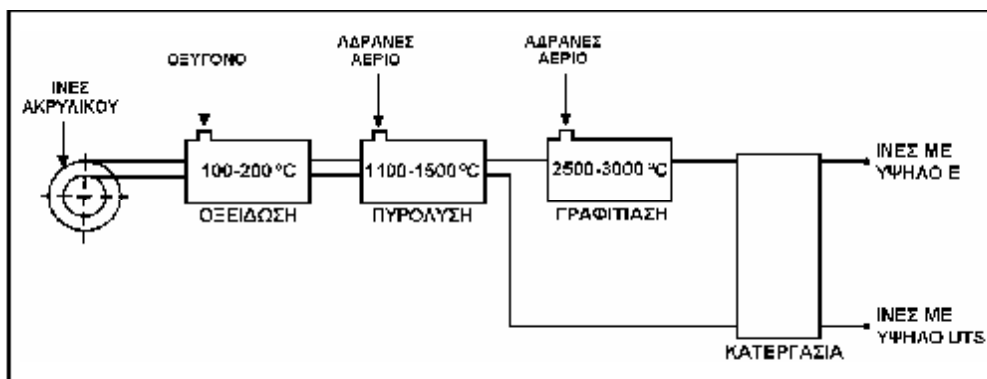 ΟΞΥΓΟΝΟ
ΑΔΡΑΝΕΣ
ΑΕΡΙΟ
ΑΔΡΑΝΕΣ
ΑΕΡΙΟ
ΙΝΕΣ
ΑΚΡΥΛΙΚΟΥ
100-200 °C
1100-1500 °C
2500-3000 °C
ΟΞΕΙΔΩΣΗ
ΠΥΡΟΛΥΣΗ
ΓΡΑΦΙΤΙΑΣΗ
ΙΝΕΣ ΜΕ
ΥΨΗΛΟ Ε
ΙΝΕΣ ΜΕ
ΥΨΗΛΟ UTS
ΚΑΤΕΡΓΑΣΙΑ